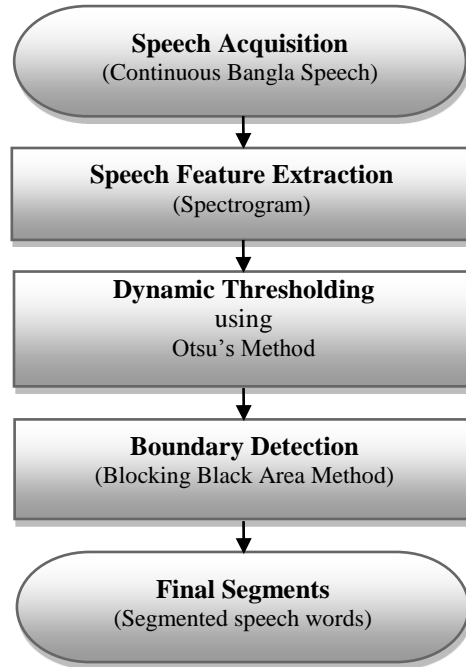 Speech Acquisition
(Continuous Bangla Speech)
Speech Feature Extraction
(Spectrogram)
Dynamic Thresholding
using
Otsu’s Method
Boundary Detection
(Blocking Black Area Method)
Final Segments
(Segmented speech words)